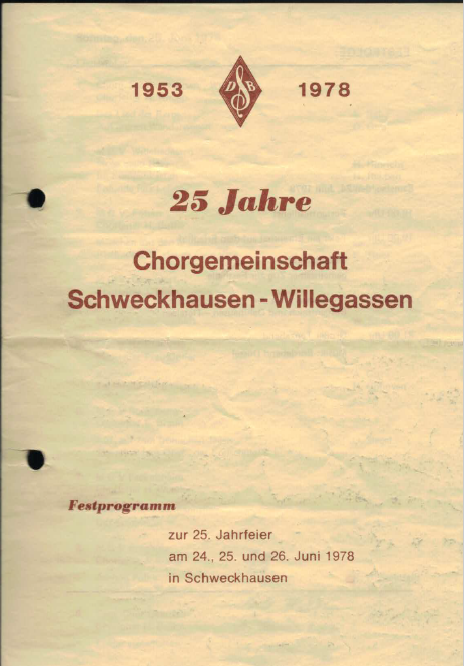 1953 DSB 1978
25 Jahre
Chorgemeinschaft
Schweckhausen - Willegassen
Festprogramm
zur 25. Jahrfeier
am 24., 25. und 26. Juni 1978
in Schweckhausen